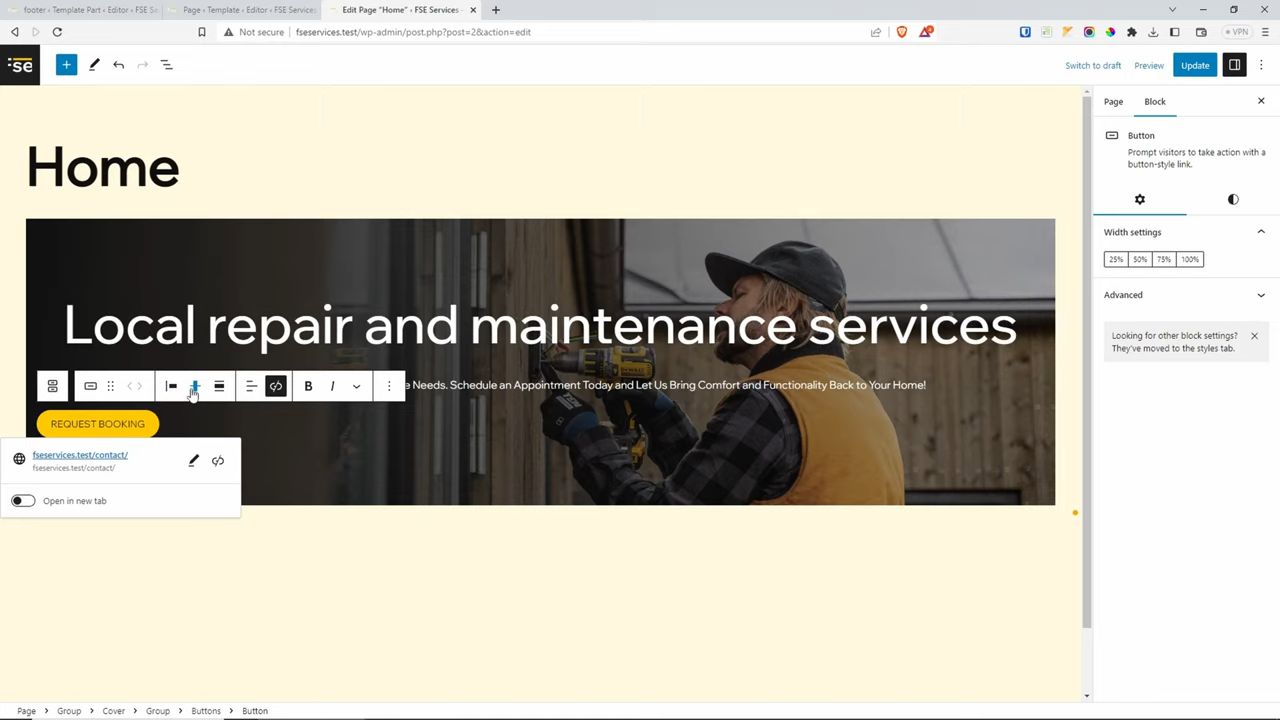 footer ‹ Template Part ‹ Editor ‹ FSE Se
Page ‹ Template ‹ Editor ‹ FSE Services
Edit Page "Home" ‹ FSE Services
Not secure
fseservices.test/wp-admin/post.php?post=2&action=edit
VPN
se
Switch to draft
Preview
Update
Page
Block
Button
Prompt visitors to take action with a
button-style link.
Width settings
25%
50%
75%
100%
Advanced
Looking for other block settings?
They've moved to the styles tab.
Home
Local repair and maintenance services
B
I
e Needs. Schedule an Appointment Today and Let Us Bring Comfort and Functionality Back to Your Home!
REQUEST BOOKING
fseservices.test/contact/
fseservices.test/contact/
Open in new tab
Page > Group > Cover > Group > Buttons > Button